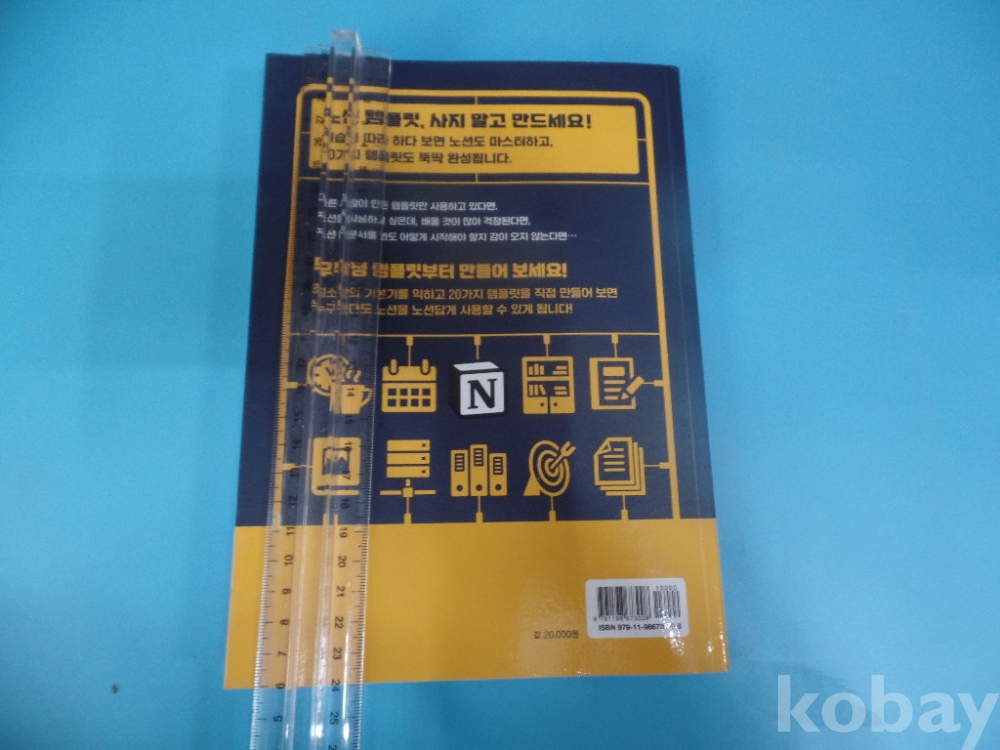 템플릿, 사지 말고 만드세요!
따라 하다 보면 노션도 마스터하고,
템플릿도 뚝딱 완성됩니다.
만든 템플릿만 사용하고 있다면,
싶은데, 배울 것이 많아 걱정된다면,
봐도 어떻게 시작해야 할지 감이 오지 않는다면…
템플릿부터 만들어 보세요!
기본기를 익히고 20가지 템플릿을 직접 만들어 보면
노션을 노션답게 사용할 수 있게 됩니다!
N
13000
값 20,000원
ISBN
kobay